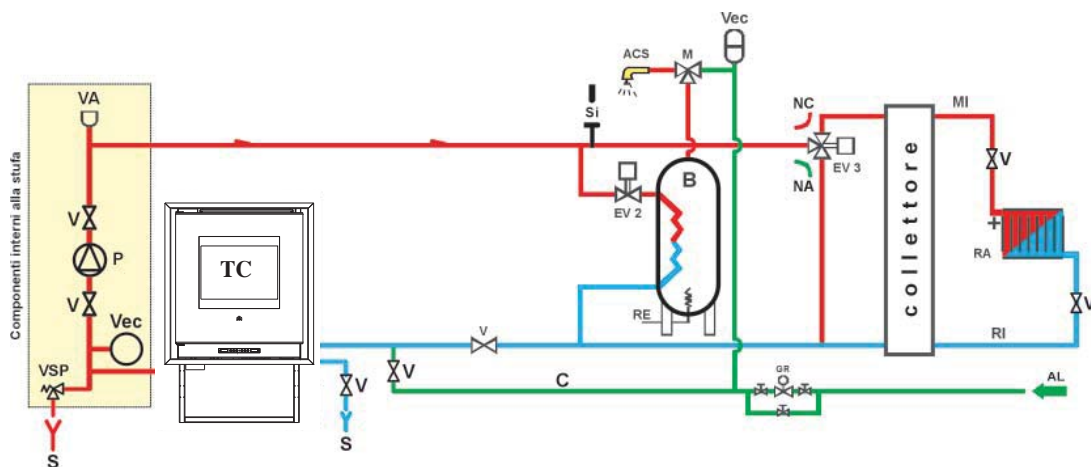 Componenti interni alla stufa
VA
V
P
V
Vec
VSP
S
TC
V
S
V
C
V
Si
EV 2
ACS
M
Vec
B
RE
GR
AL
NC
NA
EV 3
collettore
MI
V
+
RA
V
RI